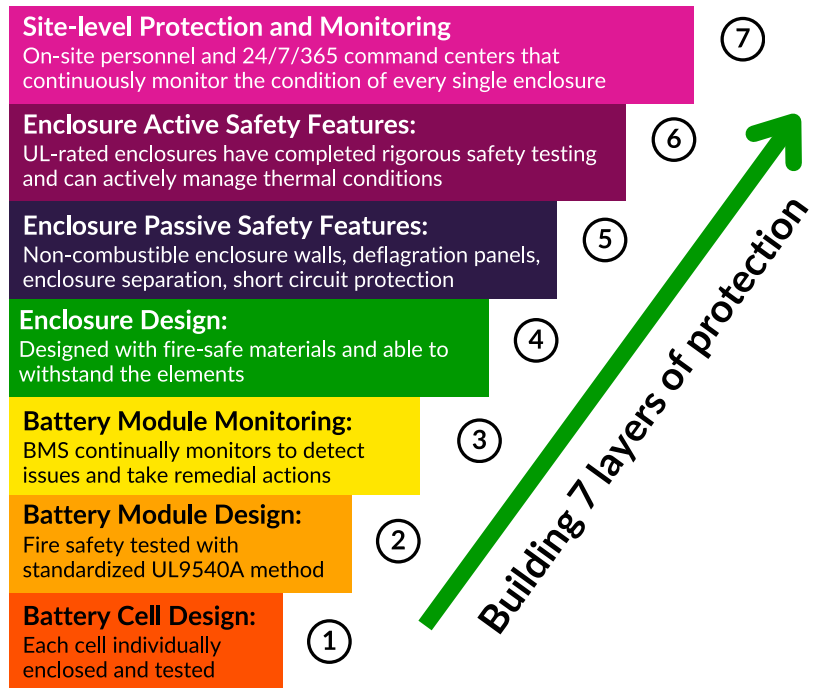 Site-level Protection and Monitoring
On-site personnel and 24/7/365 command centers that
continuously monitor the condition of every single enclosure
7
Enclosure Active Safety Features:
UL-rated enclosures have completed rigorous safety testing
and can actively manage thermal conditions
6
Enclosure Passive Safety Features:
Non-combustible enclosure walls, deflagration panels,
enclosure separation, short circuit protection
5
Enclosure Design:
Designed with fire-safe materials and able to
withstand the elements
4
Battery Module Monitoring:
BMS continually monitors to detect
issues and take remedial actions
3
Battery Module Design:
Fire safety tested with
standardized UL9540A method
2
Battery Cell Design:
Each cell individually
enclosed and tested
1
Building 7 layers of protection